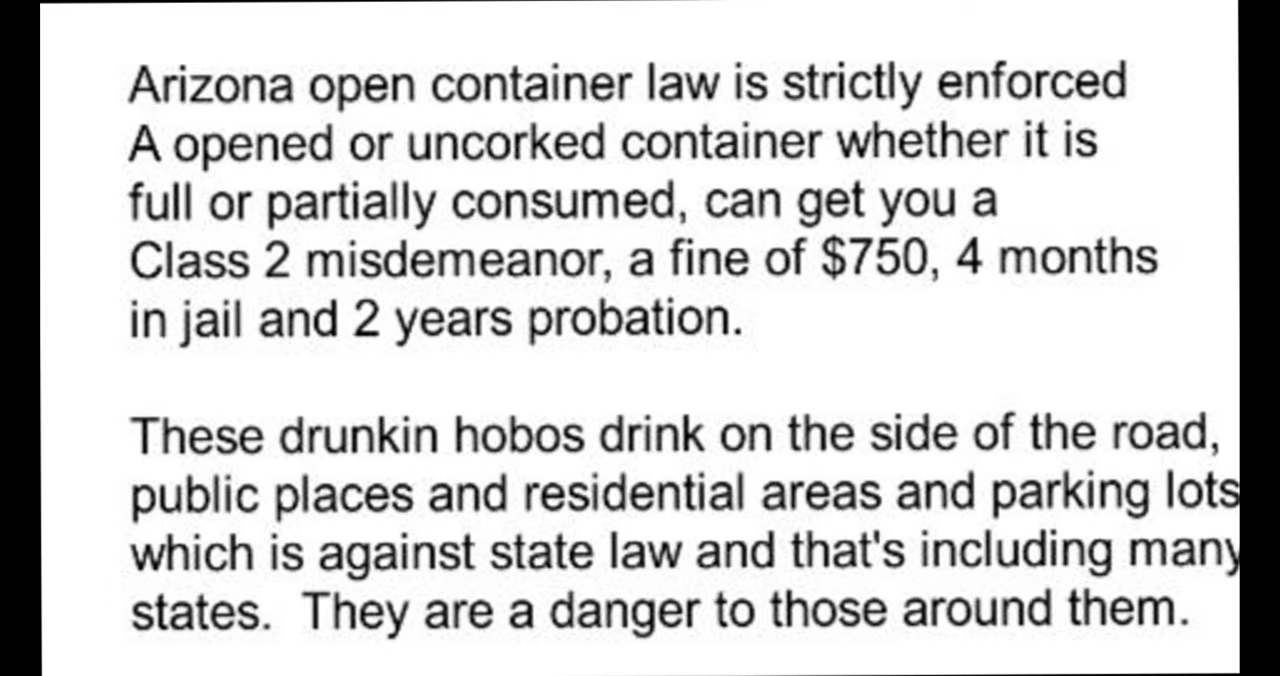 Arizona open container law is strictly enforced
A opened or uncorked container whether it is
full or partially consumed, can get you a
Class 2 misdemeanor, a fine of $750, 4 months
in jail and 2 years probation.
These drunkin hobos drink on the side of the road,
public places and residential areas and parking lots
which is against state law and that's including many
states. They are a danger to those around them.